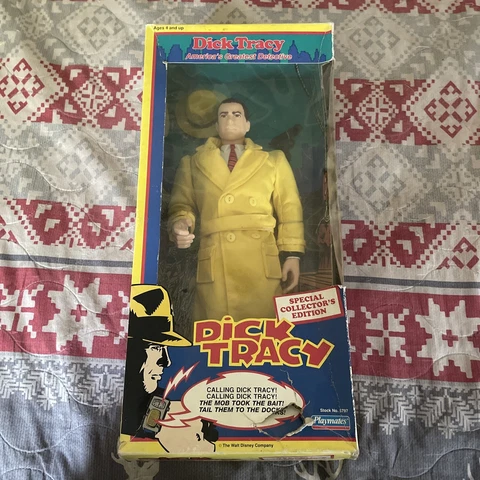 Ages 4 and up
Dick Tracy
America's Greatest Detective
SPECIAL
COLLECTOR'S
EDITION
DICK
TRACY
CALLING DICK TRACY!
CALLING DICK TRACY!
THE MOB TOOK THE BAIT!
TAIL THEM TO THE DOCKS!
Stock No. 5797
Playmates
© The Walt Disney Company